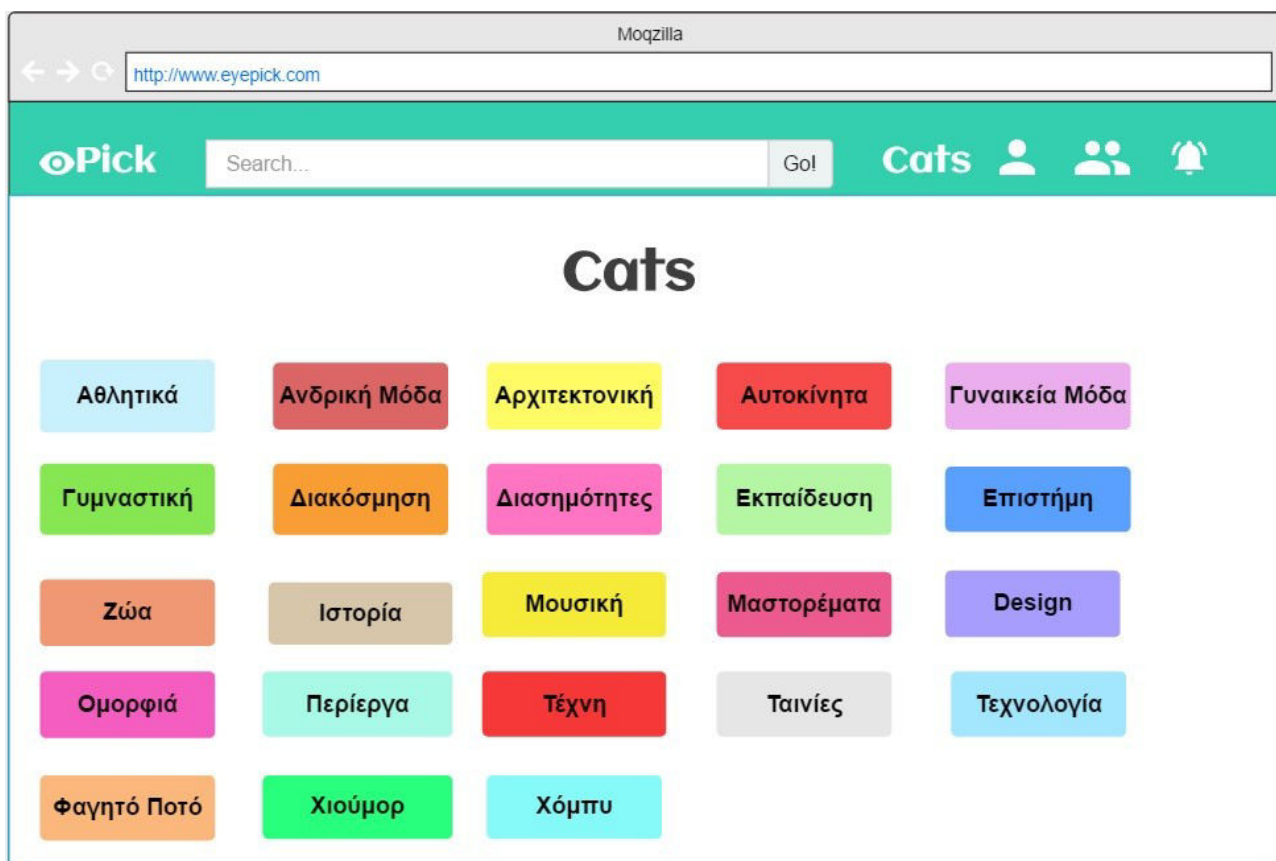 Moqzilla
http://www.eyepick.com
Pick Search... Go! Cats
Cats
Αθλητικά Ανδρική Μόδα Αρχιτεκτονική Αυτοκίνητα Γυναικεία Μόδα
Γυμναστική Διακόσμηση Διασημότητες Εκπαίδευση Επιστήμη
Ζώα Ιστορία Μουσική Μαστορέματα Design
Ομορφιά Περίεργα Τέχνη Ταινίες Τεχνολογία
Φαγητό Ποτό Χιούμορ Χόμπυ